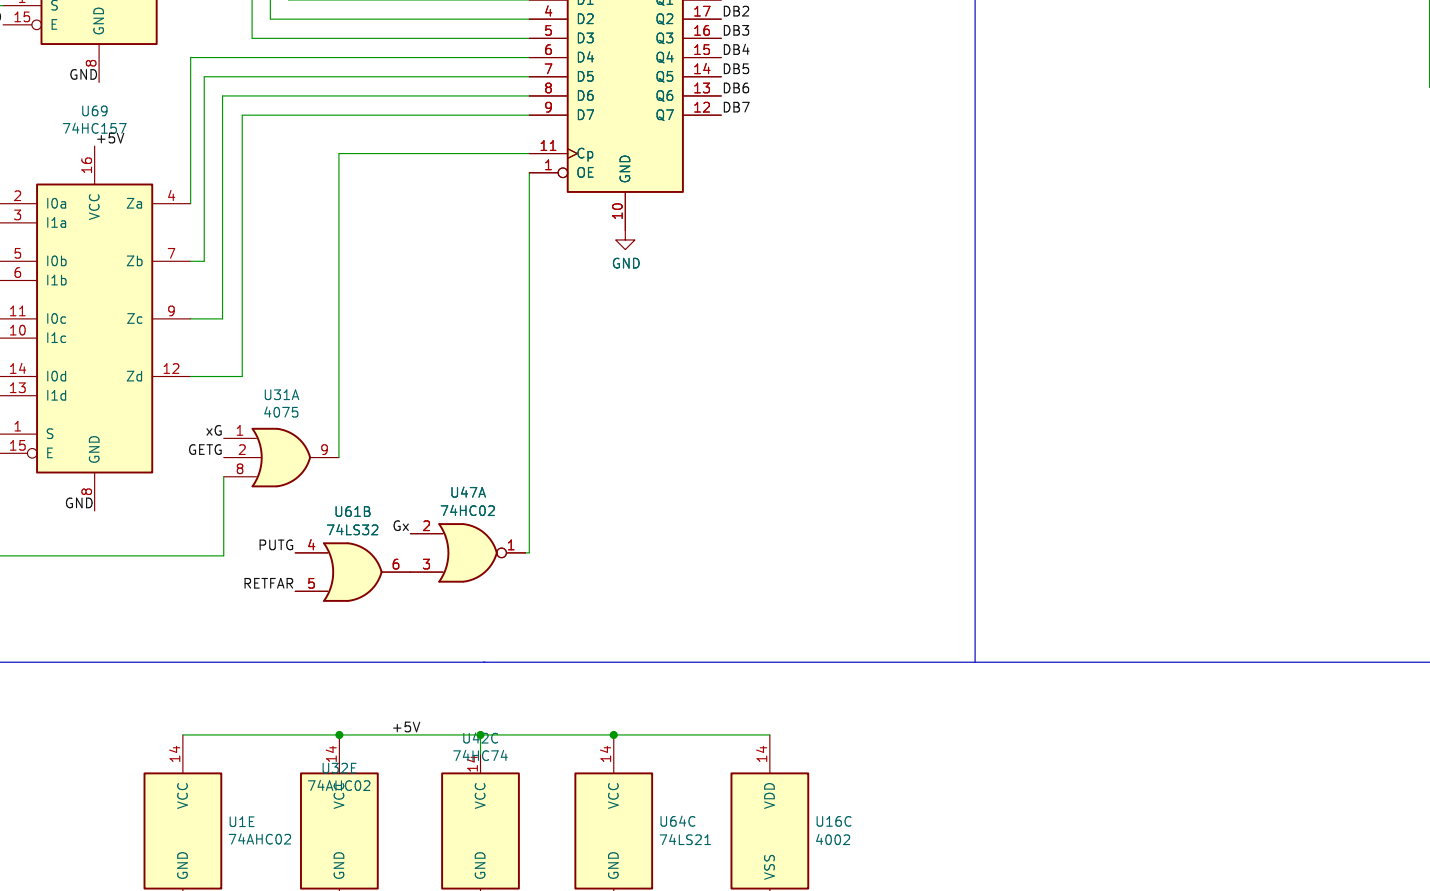 S
15 E
GND
8
GND
D1 Q1
4 D2 Q2 17 DB2
5 D3 Q3 16 DB3
6 D4 Q4 15 DB4
7 D5 Q5 14 DB5
8 D6 Q6 13 DB6
9 D7 Q7 12 DB7
11 Cp
1 OE
GND
10
GND
U69
74HC157
+5V
16
VCC
2 I0a Za 4
3 I1a
5 I0b Zb 7
6 I1b
11 I0c Zc 9
10 I1c
14 I0d Zd 12
13 I1d
1 S
15 E
GND
8
GND
U31A
4075
xG 1
GETG 2 9
8
U61B
74LS32
PUTG 4
6
RETFAR 5
U47A
74HC02
Gx 2
1
3
+5V
14
VCC
GND
U1E
74AHC02
14
U32E
74AHC02
VCC
GND
U42C
74HC74
14
VCC
GND
14
VCC
GND
U64C
74LS21
14
VDD
VSS
U16C
4002